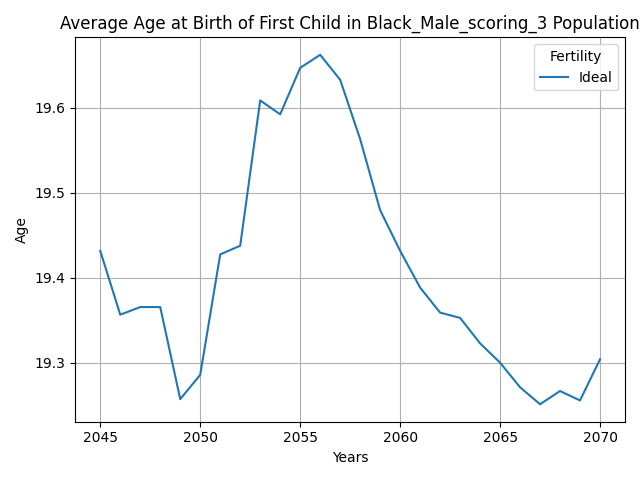 Average Age at Birth of First Child in Black_Male_scoring_3 Population
Fertility
Ideal
19.6
19.5
19.4
19.3
Age
2045 2050 2055 2060 2065 2070
Years